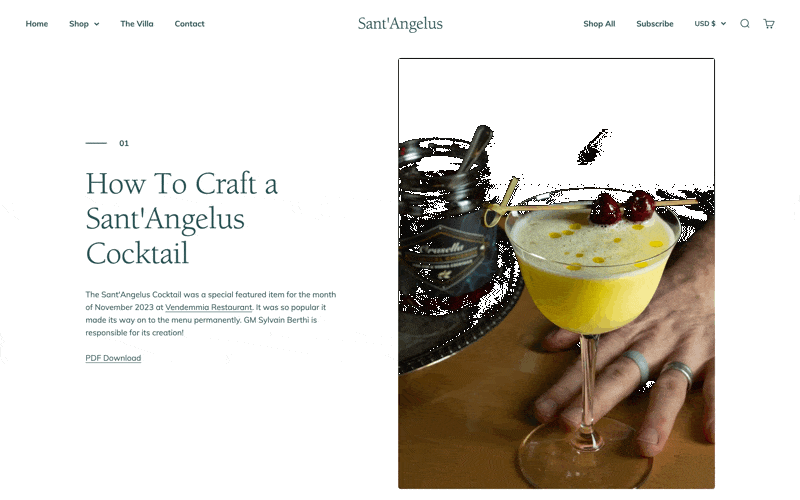 Home Shop The Villa Contact Sant'Angelus Shop All Subscribe USD $
01
How To Craft a
Sant'Angelus
Cocktail
The Sant'Angelus Cocktail was a special featured item for the month
of November 2023 at Vendemmia Restaurant. It was so popular it
made its way on to the menu permanently. GM Sylvain Berthi is
responsible for its creation!
PDF Download